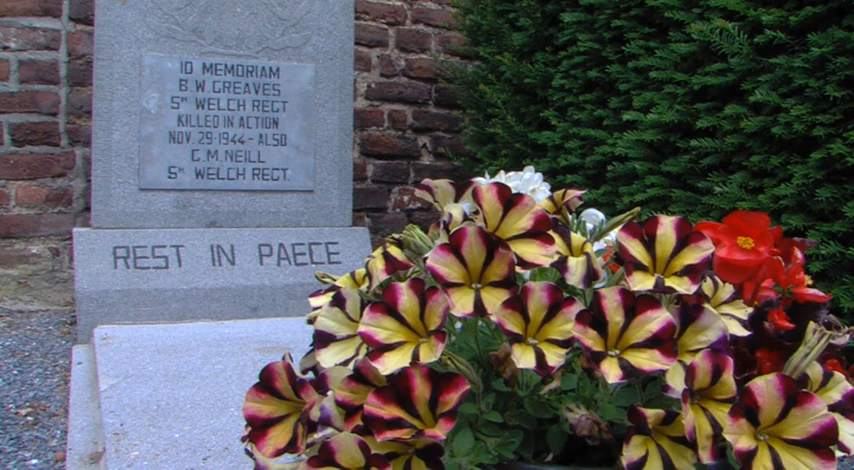 IO MEMORIAM
B.W.GREAVES
5TH WELCH REGT
KILLED IN ACTION
NOV.29·1944-ALSO
G.M.NEILL
5TH WELCH REGT.
REST IN PAECE